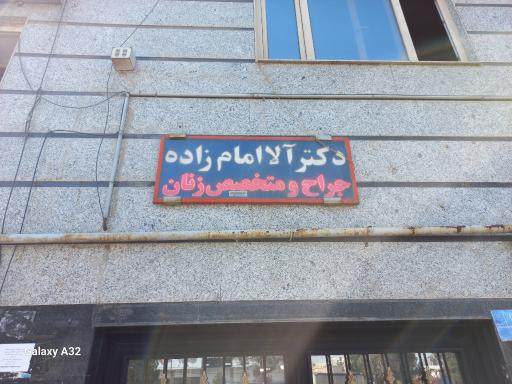 دکتر آلا امام زاده
جراح و متخصص زنان
Galaxy A32